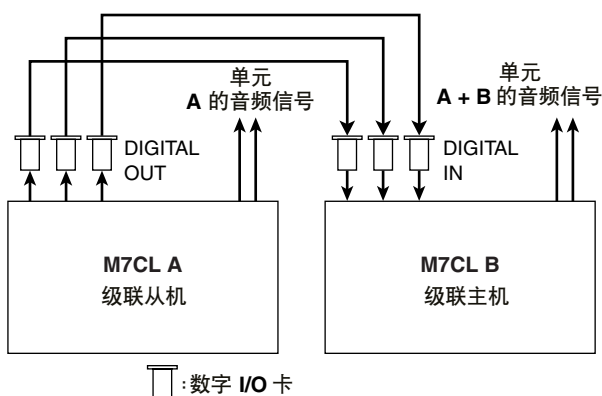 单元
A 的音频信号
单元
A + B 的音频信号
DIGITAL
OUT
DIGITAL
IN
M7CL A
级联从机
M7CL B
级联主机
:数字 I/O 卡